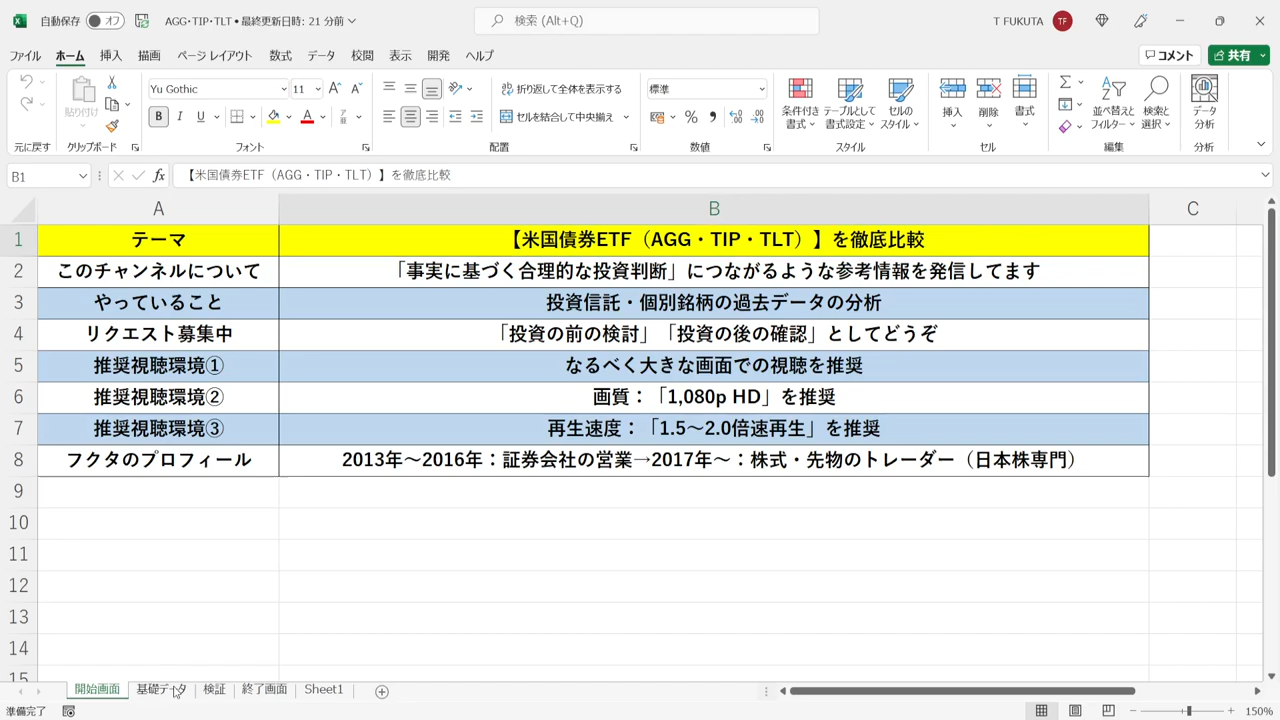 自動保存 オフ AGG・TIP・TLT • 最終更新日時: 21 分前 検索 (Alt+Q) T FUKUTA TF
ファイル ホーム 挿入 描画 ページ レイアウト 数式 データ 校閲 表示 開発 ヘルプ コメント 共有
Yu Gothic 11 折り返して全体を表示する 標準
貼り付け B I U A セルを結合して中央揃え % 条件付き書式 テーブルとして書式設定 セルのスタイル 挿入 削除 書式 並べ替えとフィルター 検索と選択 データ分析
元に戻す クリップボード フォント 配置 数値 スタイル セル 編集 分析
B1 fx 【米国債券ETF（AGG・TIP・TLT）】を徹底比較
A B C
1 テーマ 【米国債券ETF（AGG・TIP・TLT）】を徹底比較
2 このチャンネルについて 「事実に基づく合理的な投資判断」につながるような参考情報を発信してます
3 やっていること 投資信託・個別銘柄の過去データの分析
4 リクエスト募集中 「投資の前の検討」「投資の後の確認」としてどうぞ
5 推奨視聴環境① なるべく大きな画面での視聴を推奨
6 推奨視聴環境② 画質：「1,080p HD」を推奨
7 推奨視聴環境③ 再生速度：「1.5～2.0倍速再生」を推奨
8 フクタのプロフィール 2013年～2016年：証券会社の営業→2017年～：株式・先物のトレーダー（日本株専門）
9
10
11
12
13
14
15
開始画面 基礎データ 検証 終了画面 Sheet1
準備完了 150%